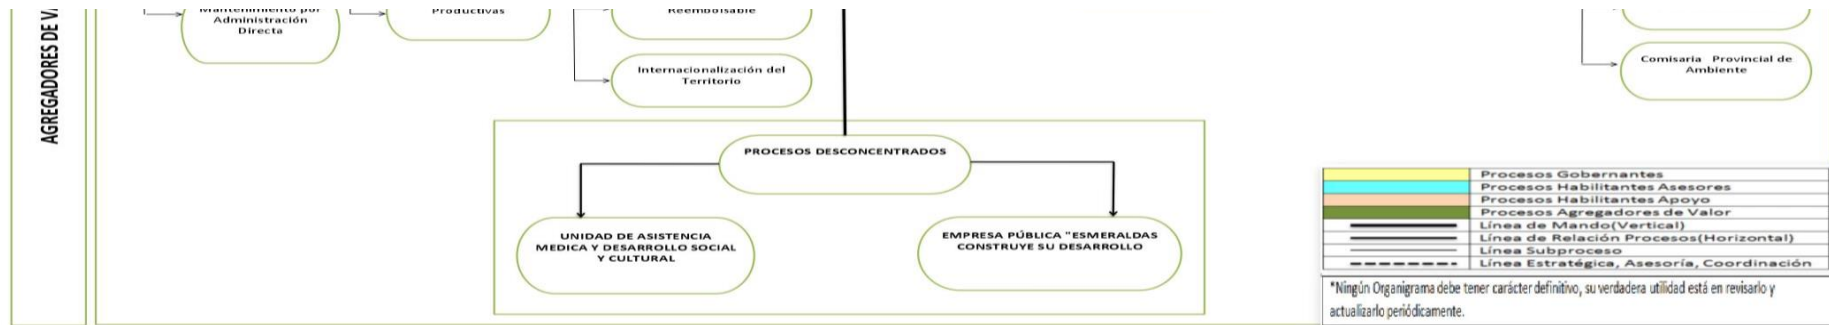 AGREGADORES DE
Mantenimiento por
Administración
Directa
Productivas
Reembolsable
Internacionalización del
Territorio
Comisaria Provincial de
Ambiente
PROCESOS DESCONCENTRADOS
UNIDAD DE ASISTENCIA
MEDICA Y DESARROLLO SOCIAL
Y CULTURAL
EMPRESA PÚBLICA "ESMERALDAS
CONSTRUYE SU DESARROLLO
Procesos Gobernantes
Procesos Habilitantes Asesores
Procesos Habilitantes Apoyo
Procesos Agregadores de Valor
Línea de Mando(Vertical)
Línea de Relación Procesos(Horizontal)
Línea Subproceso
Línea Estratégica, Asesoría, Coordinación
*Ningún Organigrama debe tener carácter definitivo, su verdadera utilidad está en revisarlo y
actualizarlo periódicamente.